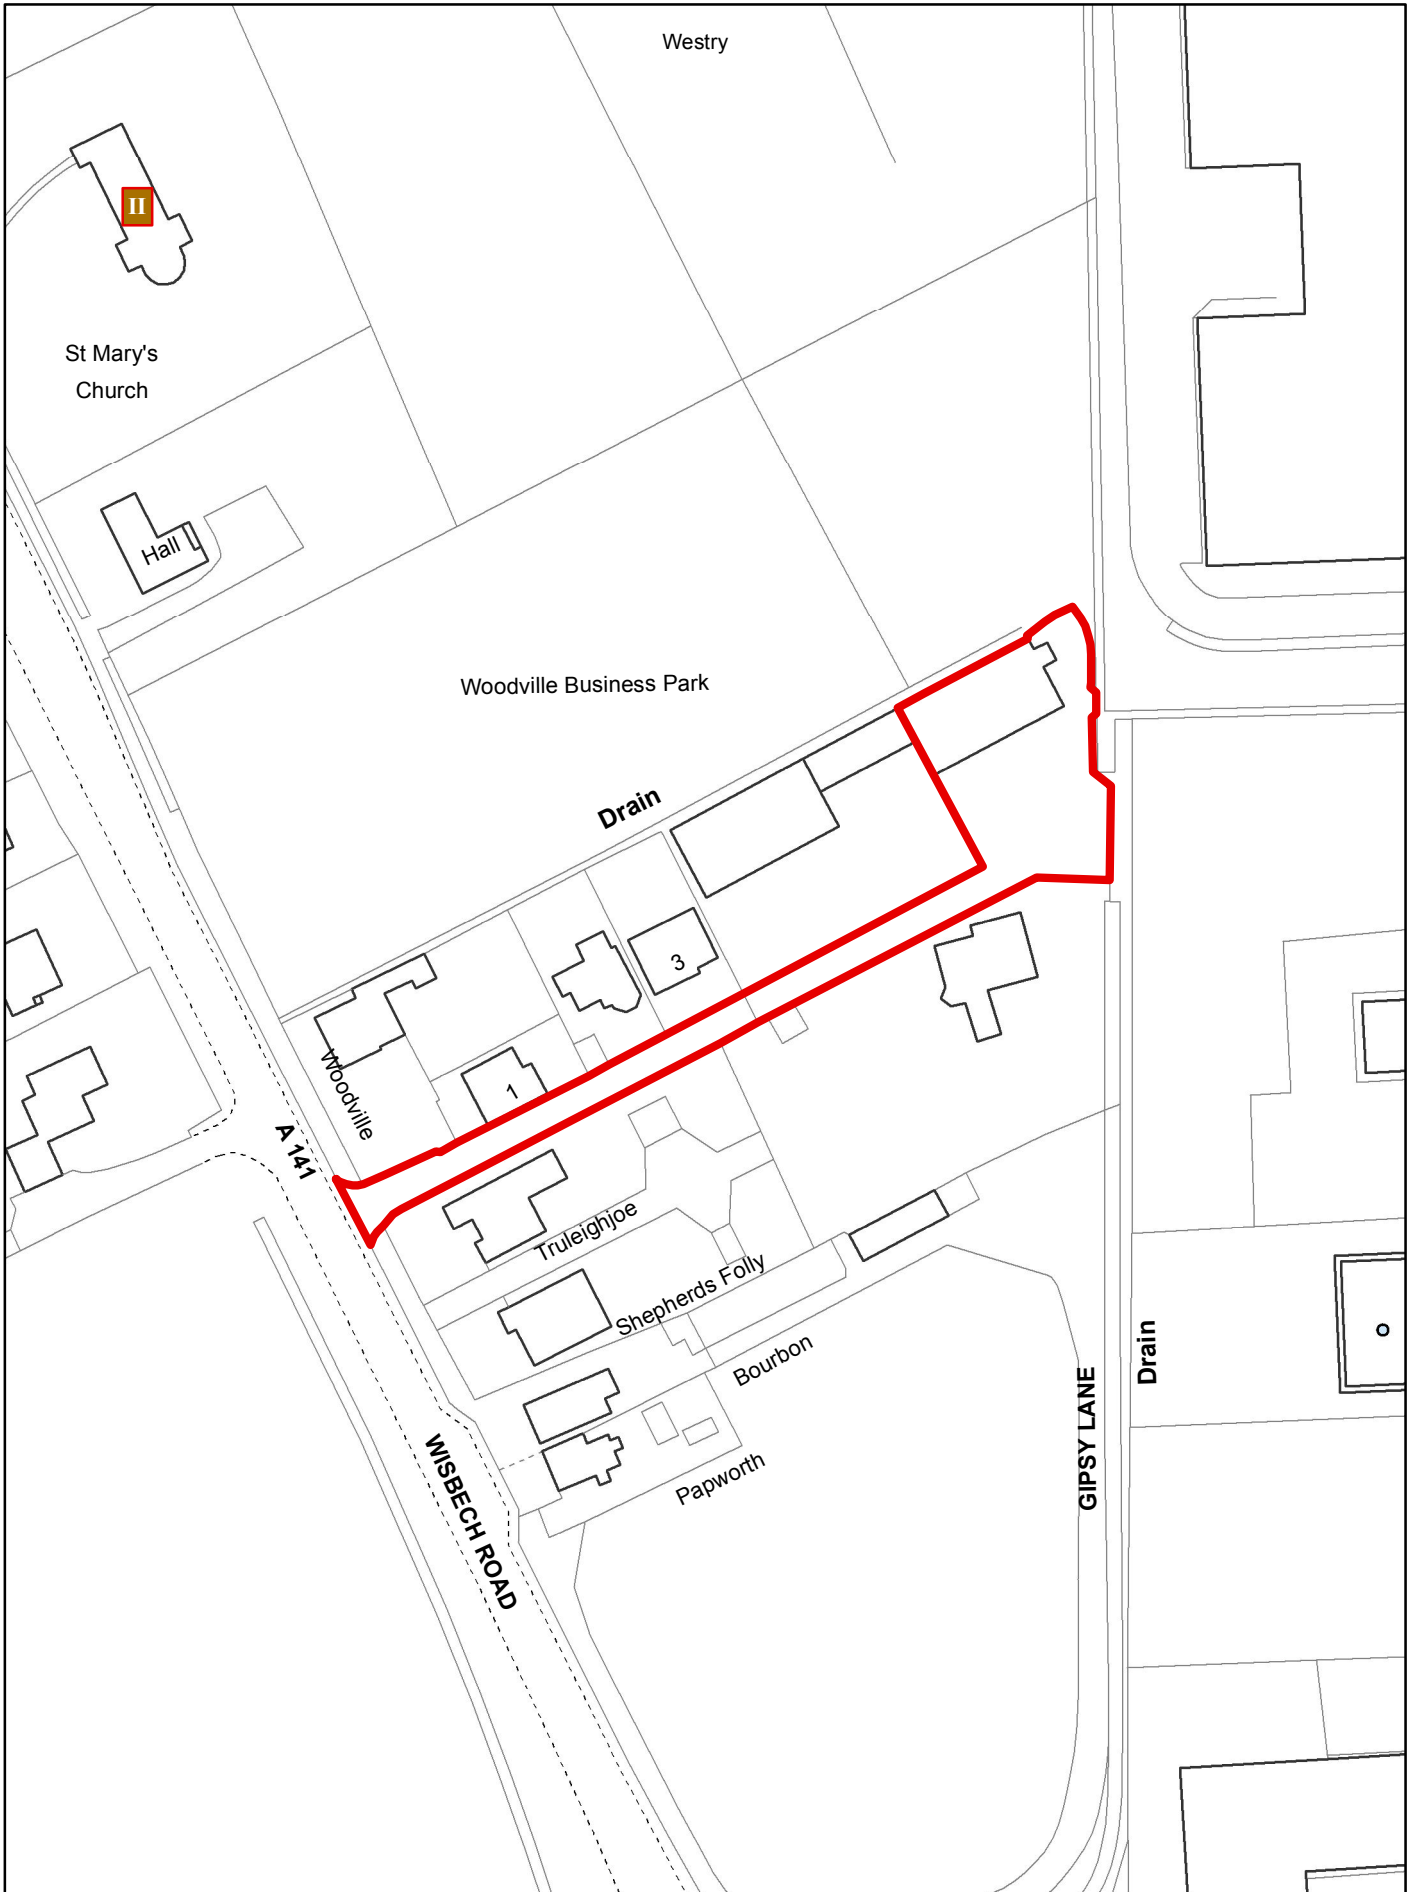 Westry
II
St Mary's
Church
Hall
Woodville Business Park
Drain
3
1
Woodville
A 141
Truleighjoe
Shepherds Folly
Bourbon
Drain
GIPSY LANE
Papworth
WISBECH ROAD